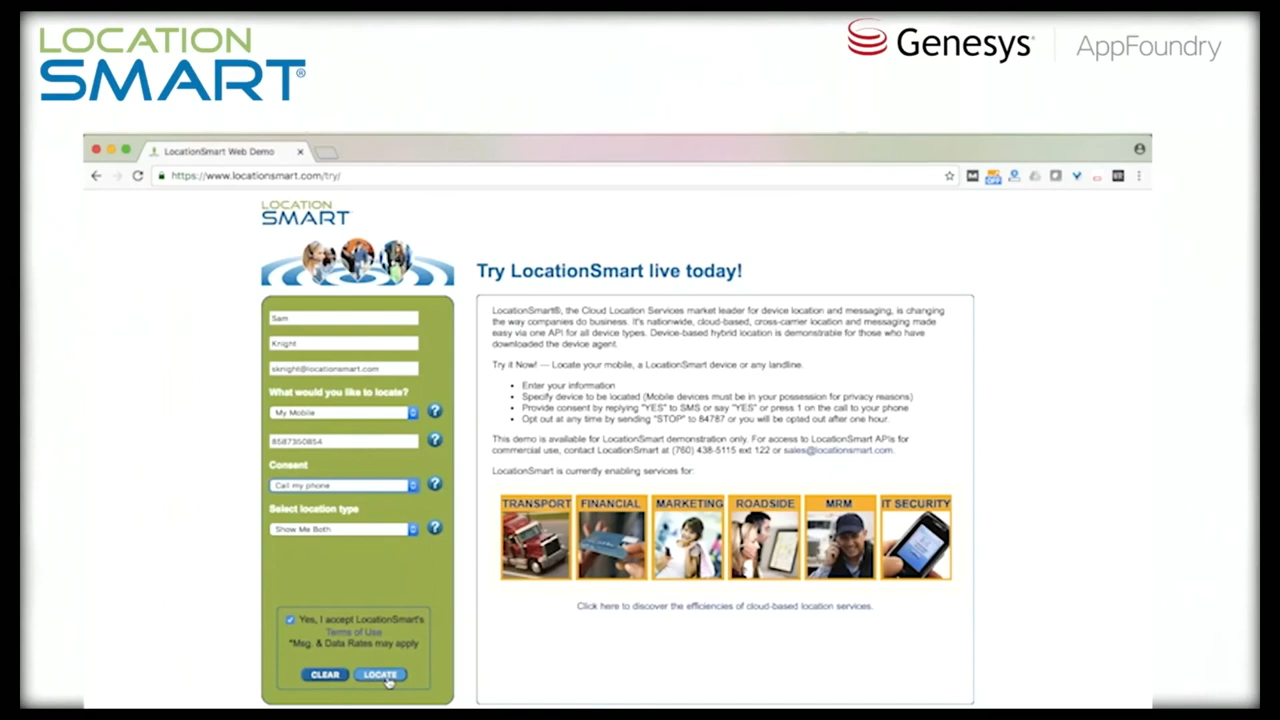 LOCATION
SMART®
Genesys
AppFoundry
LocationSmart Web Demo
https://www.locationsmart.com/try/
LOCATION
SMART
Try LocationSmart live today!
Sam
Knight
sknight@locationsmart.com
What would you like to locate?
My Mobile
8587350854
Consent
Call my phone
Select location type
Show Me Both
Yes, I accept LocationSmart's
Terms of Use
*Msg. & Data Rates may apply
CLEAR
LOCATE
LocationSmart®, the Cloud Location Services market leader for device location and messaging, is changing
the way companies do business. It's nationwide, cloud-based, cross-carrier location and messaging made
easy via one API for all device types. Device-based hybrid location is demonstrable for those who have
downloaded the device agent.
Try it Now! — Locate your mobile, a LocationSmart device or any landline.
• Enter your information
• Specify device to be located (Mobile devices must be in your possession for privacy reasons)
• Provide consent by replying "YES" to SMS or say "YES" or press 1 on the call to your phone
• Opt out at any time by sending "STOP" to 84787 or you will be opted out after one hour.
This demo is available for LocationSmart demonstration only. For access to LocationSmart APIs for
commercial use, contact LocationSmart at (760) 438-5115 ext 122 or sales@locationsmart.com.
LocationSmart is currently enabling services for:
TRANSPORT
FINANCIAL
MARKETING
ROADSIDE
MRM
IT SECURITY
Click here to discover the efficiencies of cloud-based location services.